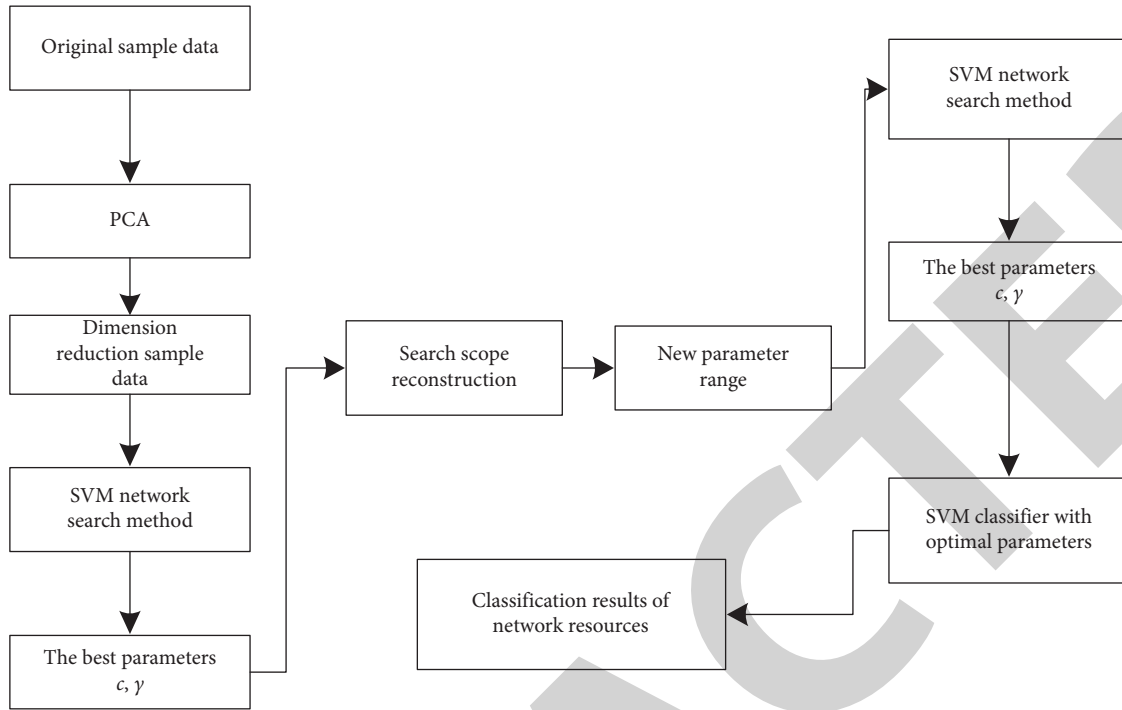 Original sample data
PCA
Dimension
reduction sample
data
SVM network
search method
The best parameters
c, γ
Search scope
reconstruction
New parameter
range
SVM network
search method
The best parameters
c, γ
SVM classifier with
optimal parameters
Classification results of
network resources